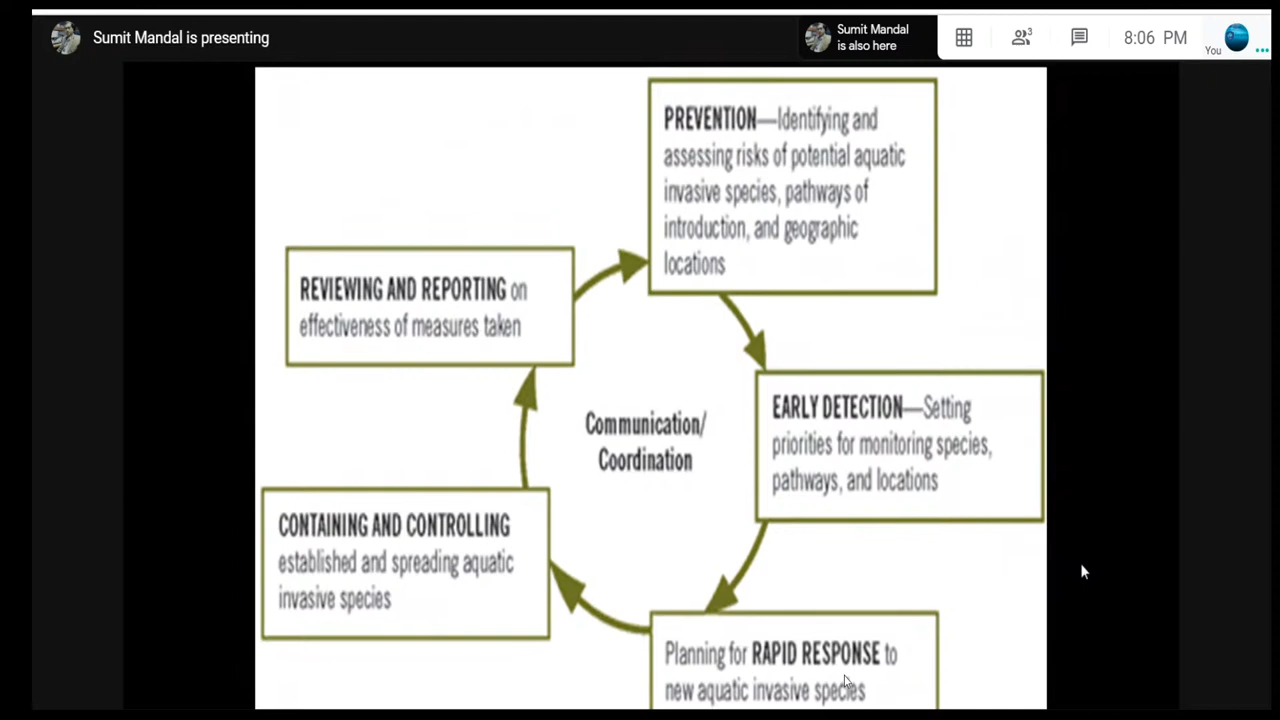 Sumit Mandal is presenting
Sumit Mandal
is also here
3
8:06 PM
You
PREVENTION—Identifying and
assessing risks of potential aquatic
invasive species, pathways of
introduction, and geographic
locations
REVIEWING AND REPORTING on
effectiveness of measures taken
EARLY DETECTION—Setting
priorities for monitoring species,
pathways, and locations
Communication/
Coordination
CONTAINING AND CONTROLLING
established and spreading aquatic
invasive species
Planning for RAPID RESPONSE to
new aquatic invasive species